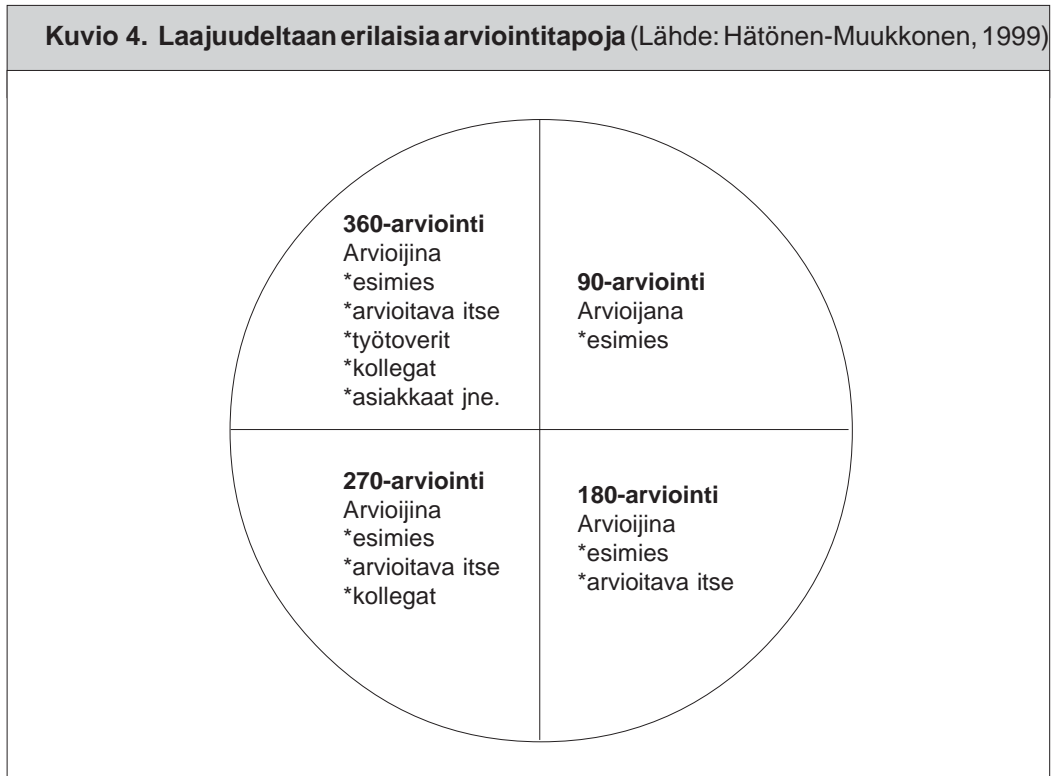 Kuvio 4. Laajuudeltaan erilaisia arviointitapoja (Lähde: Hätönen-Muukkonen, 1999)
360-arviointi
Arvioijina
*esimies
*arvioitava itse
*työtoverit
*kollegat
*asiakkaat jne.
90-arviointi
Arvioijana
*esimies
270-arviointi
Arvioijina
*esimies
*arvioitava itse
*kollegat
180-arviointi
Arvioijina
*esimies
*arvioitava itse